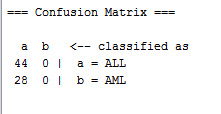 === Confusion Matrix ===
a b <-- classified as
44 0 | a = ALL
28 0 | b = AML